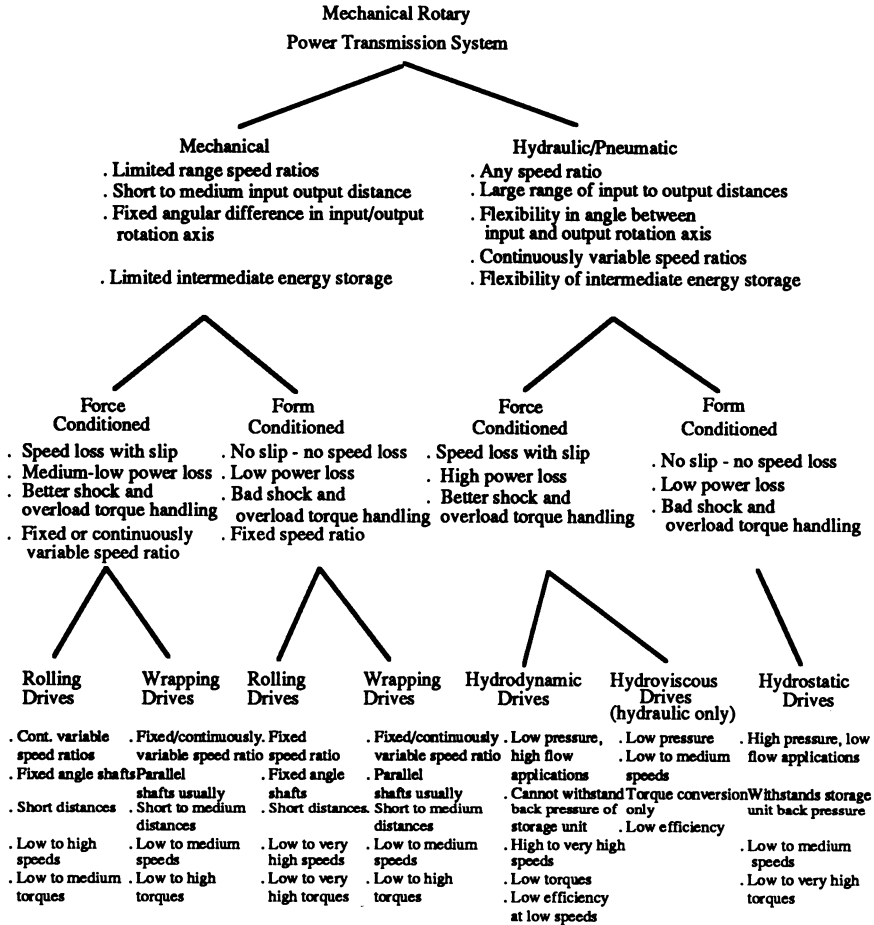 Mechanical Rotary
Power Transmission System
Mechanical
. Limited range speed ratios
. Short to medium input output distance
. Fixed angular difference in input/output
rotation axis
. Limited intermediate energy storage
Hydraulic/Pneumatic
. Any speed ratio
. Large range of input to output distances
. Flexibility in angle between
input and output rotation axis
. Continuously variable speed ratios
. Flexibility of intermediate energy storage
Force
Conditioned
. Speed loss with slip
. Medium-low power loss
. Better shock and
overload torque handling
. Fixed or continuously
variable speed ratio
Form
Conditioned
. No slip - no speed loss
. Low power loss
. Bad shock and
overload torque handling
. Fixed speed ratio
Force
Conditioned
. Speed loss with slip
. High power loss
. Better shock and
overload torque handling
Form
Conditioned
. No slip - no speed loss
. Low power loss
. Bad shock and
overload torque handling
Rolling
Drives
. Cont. variable
speed ratios
. Fixed angle shafts
. Short distances
. Low to high
speeds
. Low to medium
torques
Wrapping
Drives
. Fixed/continuously
variable speed ratio
Parallel
shafts usually
. Short to medium
distances
. Low to medium
speeds
. Low to high
torques
Rolling
Drives
. Fixed
speed ratio
. Fixed angle
shafts
. Short distances
. Low to very
high speeds
. Low to very
high torques
Wrapping
Drives
. Fixed/continuously
variable speed ratio
. Parallel
shafts usually
. Short to medium
distances
. Low to medium
speeds
. Low to high
torques
Hydrodynamic
Drives
. Low pressure,
high flow
applications
. Cannot withstand
back pressure of
storage unit
. High to very high
speeds
. Low torques
. Low efficiency
at low speeds
Hydroviscous
Drives
(hydraulic only)
. Low pressure
. Low to medium
speeds
Torque conversion
only
. Low efficiency
Hydrostatic
Drives
. High pressure, low
flow applications
Withstands storage
unit back pressure
. Low to medium
speeds
. Low to very high
torques